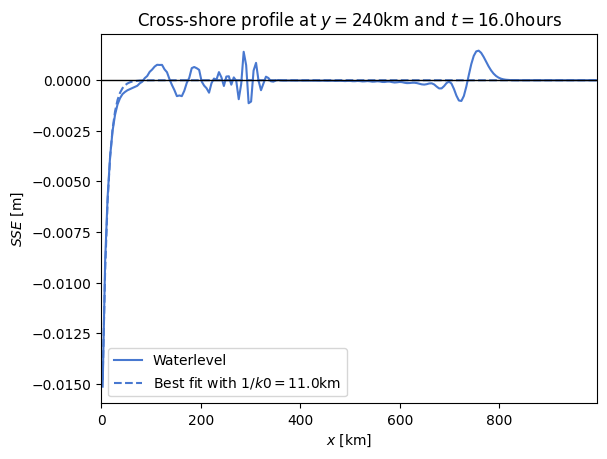 Cross-shore profile at y = 240km and t = 16.0hours
0.0000
−0.0025
−0.0050
−0.0075
−0.0100
−0.0125
−0.0150
SSE [m]
Waterlevel
Best fit with 1/k0 = 11.0km
0 200 400 600 800
x [km]